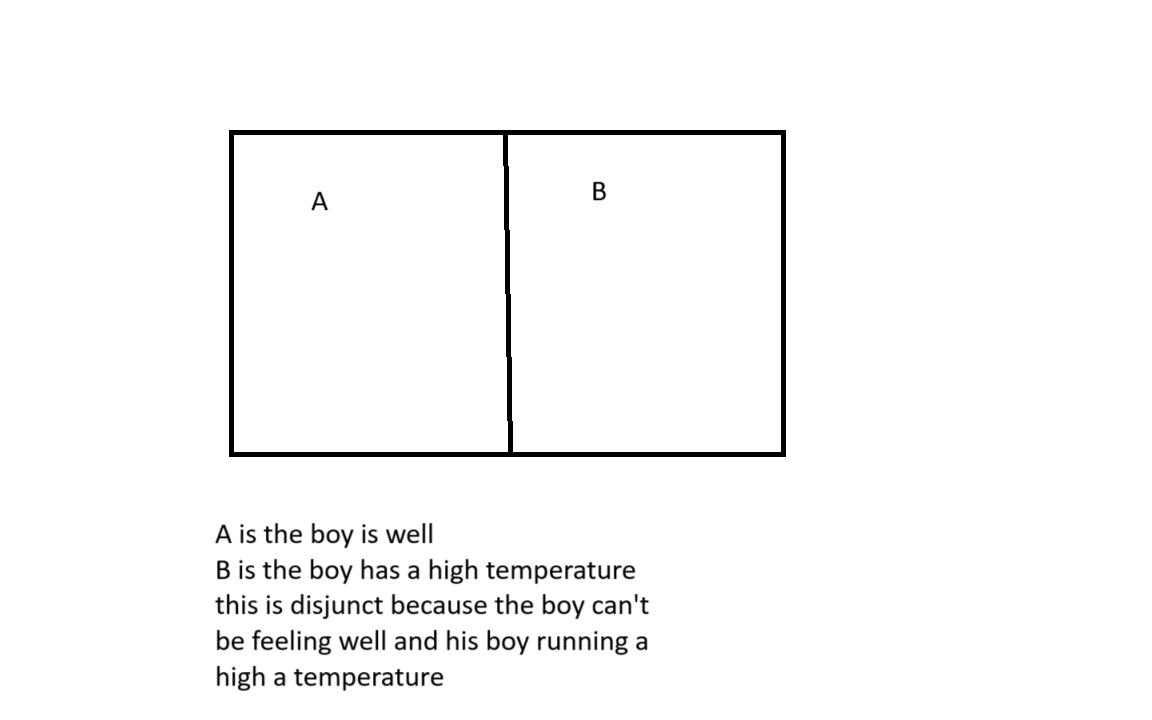 A
B
A is the boy is well
B is the boy has a high temperature
this is disjunct because the boy can't
be feeling well and his boy running a
high a temperature